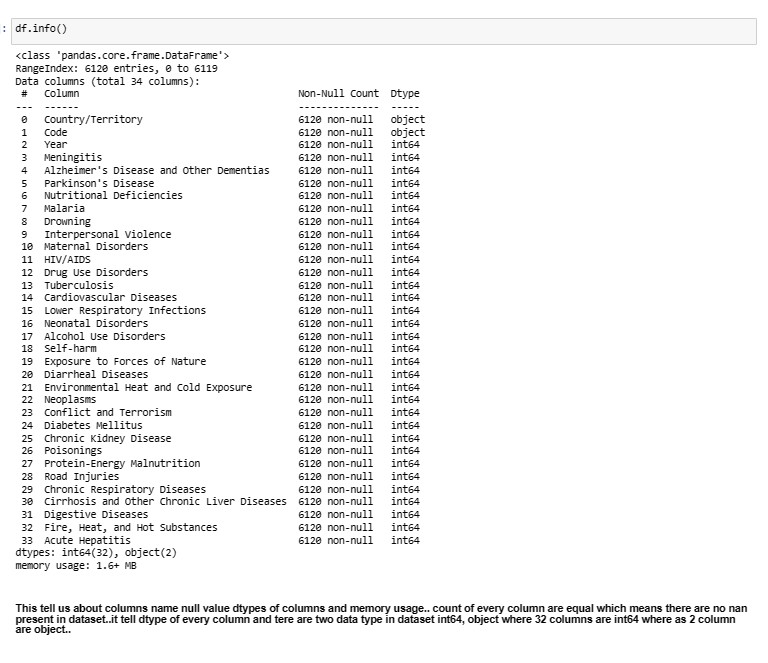 : df.info()
<class 'pandas.core.frame.DataFrame'>
RangeIndex: 6120 entries, 0 to 6119
Data columns (total 34 columns):
# Column Non-Null Count Dtype
--- ------ -------------- -----
0 Country/Territory 6120 non-null object
1 Code 6120 non-null object
2 Year 6120 non-null int64
3 Meningitis 6120 non-null int64
4 Alzheimer's Disease and Other Dementias 6120 non-null int64
5 Parkinson's Disease 6120 non-null int64
6 Nutritional Deficiencies 6120 non-null int64
7 Malaria 6120 non-null int64
8 Drowning 6120 non-null int64
9 Interpersonal Violence 6120 non-null int64
10 Maternal Disorders 6120 non-null int64
11 HIV/AIDS 6120 non-null int64
12 Drug Use Disorders 6120 non-null int64
13 Tuberculosis 6120 non-null int64
14 Cardiovascular Diseases 6120 non-null int64
15 Lower Respiratory Infections 6120 non-null int64
16 Neonatal Disorders 6120 non-null int64
17 Alcohol Use Disorders 6120 non-null int64
18 Self-harm 6120 non-null int64
19 Exposure to Forces of Nature 6120 non-null int64
20 Diarrheal Diseases 6120 non-null int64
21 Environmental Heat and Cold Exposure 6120 non-null int64
22 Neoplasms 6120 non-null int64
23 Conflict and Terrorism 6120 non-null int64
24 Diabetes Mellitus 6120 non-null int64
25 Chronic Kidney Disease 6120 non-null int64
26 Poisonings 6120 non-null int64
27 Protein-Energy Malnutrition 6120 non-null int64
28 Road Injuries 6120 non-null int64
29 Chronic Respiratory Diseases 6120 non-null int64
30 Cirrhosis and Other Chronic Liver Diseases 6120 non-null int64
31 Digestive Diseases 6120 non-null int64
32 Fire, Heat, and Hot Substances 6120 non-null int64
33 Acute Hepatitis 6120 non-null int64
dtypes: int64(32), object(2)
memory usage: 1.6+ MB
This tell us about columns name null value dtypes of columns and memory usage.. count of every column are equal which means there are no nan
present in dataset..it tell dtype of every column and tere are two data type in dataset int64, object where 32 columns are int64 where as 2 column
are object..